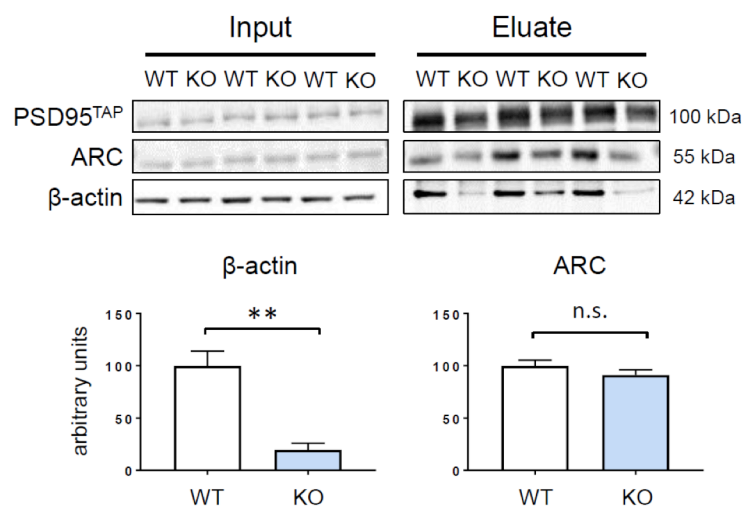 Input Eluate
WT KO WT KO WT KO WT KO WT KO WT KO
PSD95TAP 100 kDa
ARC 55 kDa
β-actin 42 kDa
β-actin ARC
arbitrary units
150
100
50
0
**
WT KO
150
100
50
0
n.s.
WT KO